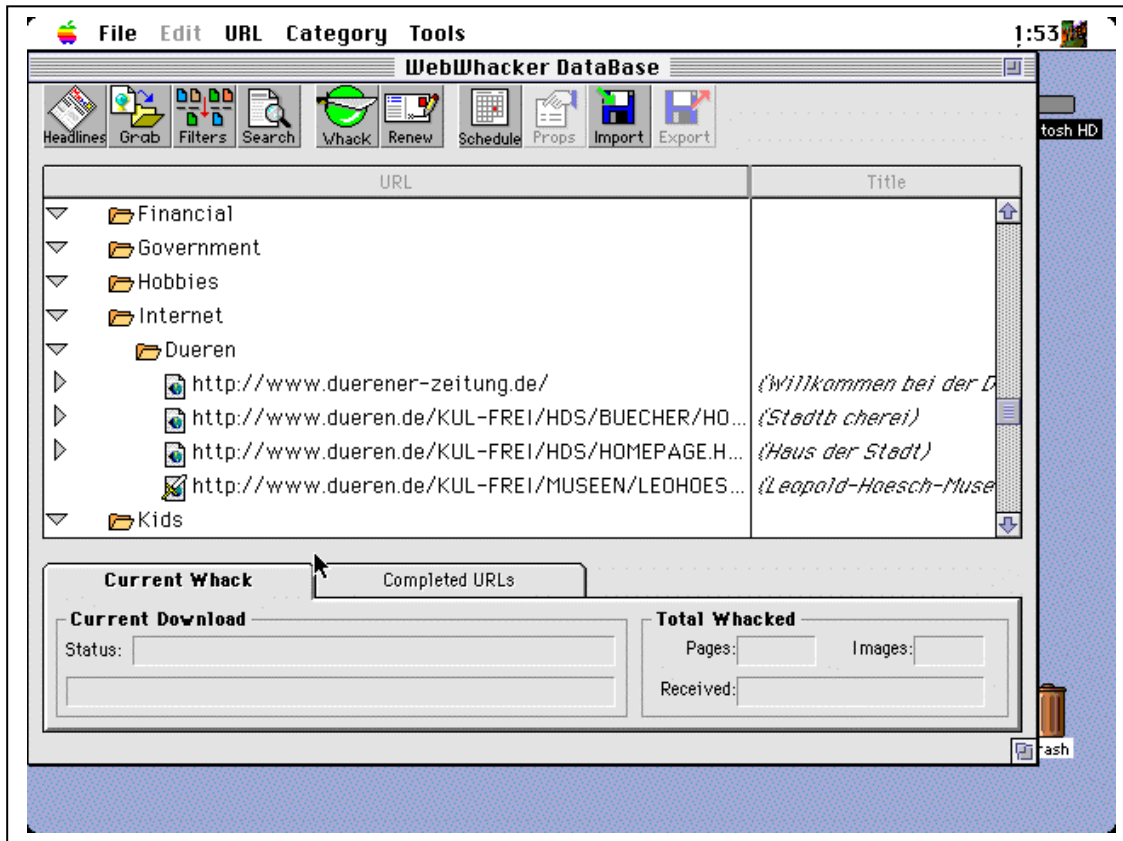 File Edit URL Category Tools 1:53
WebWhacker DataBase
Headlines Grab Filters Search Whack Renew Schedule Props Import Export
tosh HD
URL Title
Financial
Government
Hobbies
Internet
Dueren
http://www.duerener-zeitung.de/ (Willkommen bei der D
http://www.dueren.de/KUL-FREI/HDS/BUECHER/HO... (Stadtb cherei)
http://www.dueren.de/KUL-FREI/HDS/HOMEPAGE.H... (Haus der Stadt)
http://www.dueren.de/KUL-FREI/MUSEEN/LEOHOES... (Leopold-Hoesch-Muse
Kids
Current Whack Completed URLs
Current Download Total Whacked
Status: Pages: Images:
Received:
rash